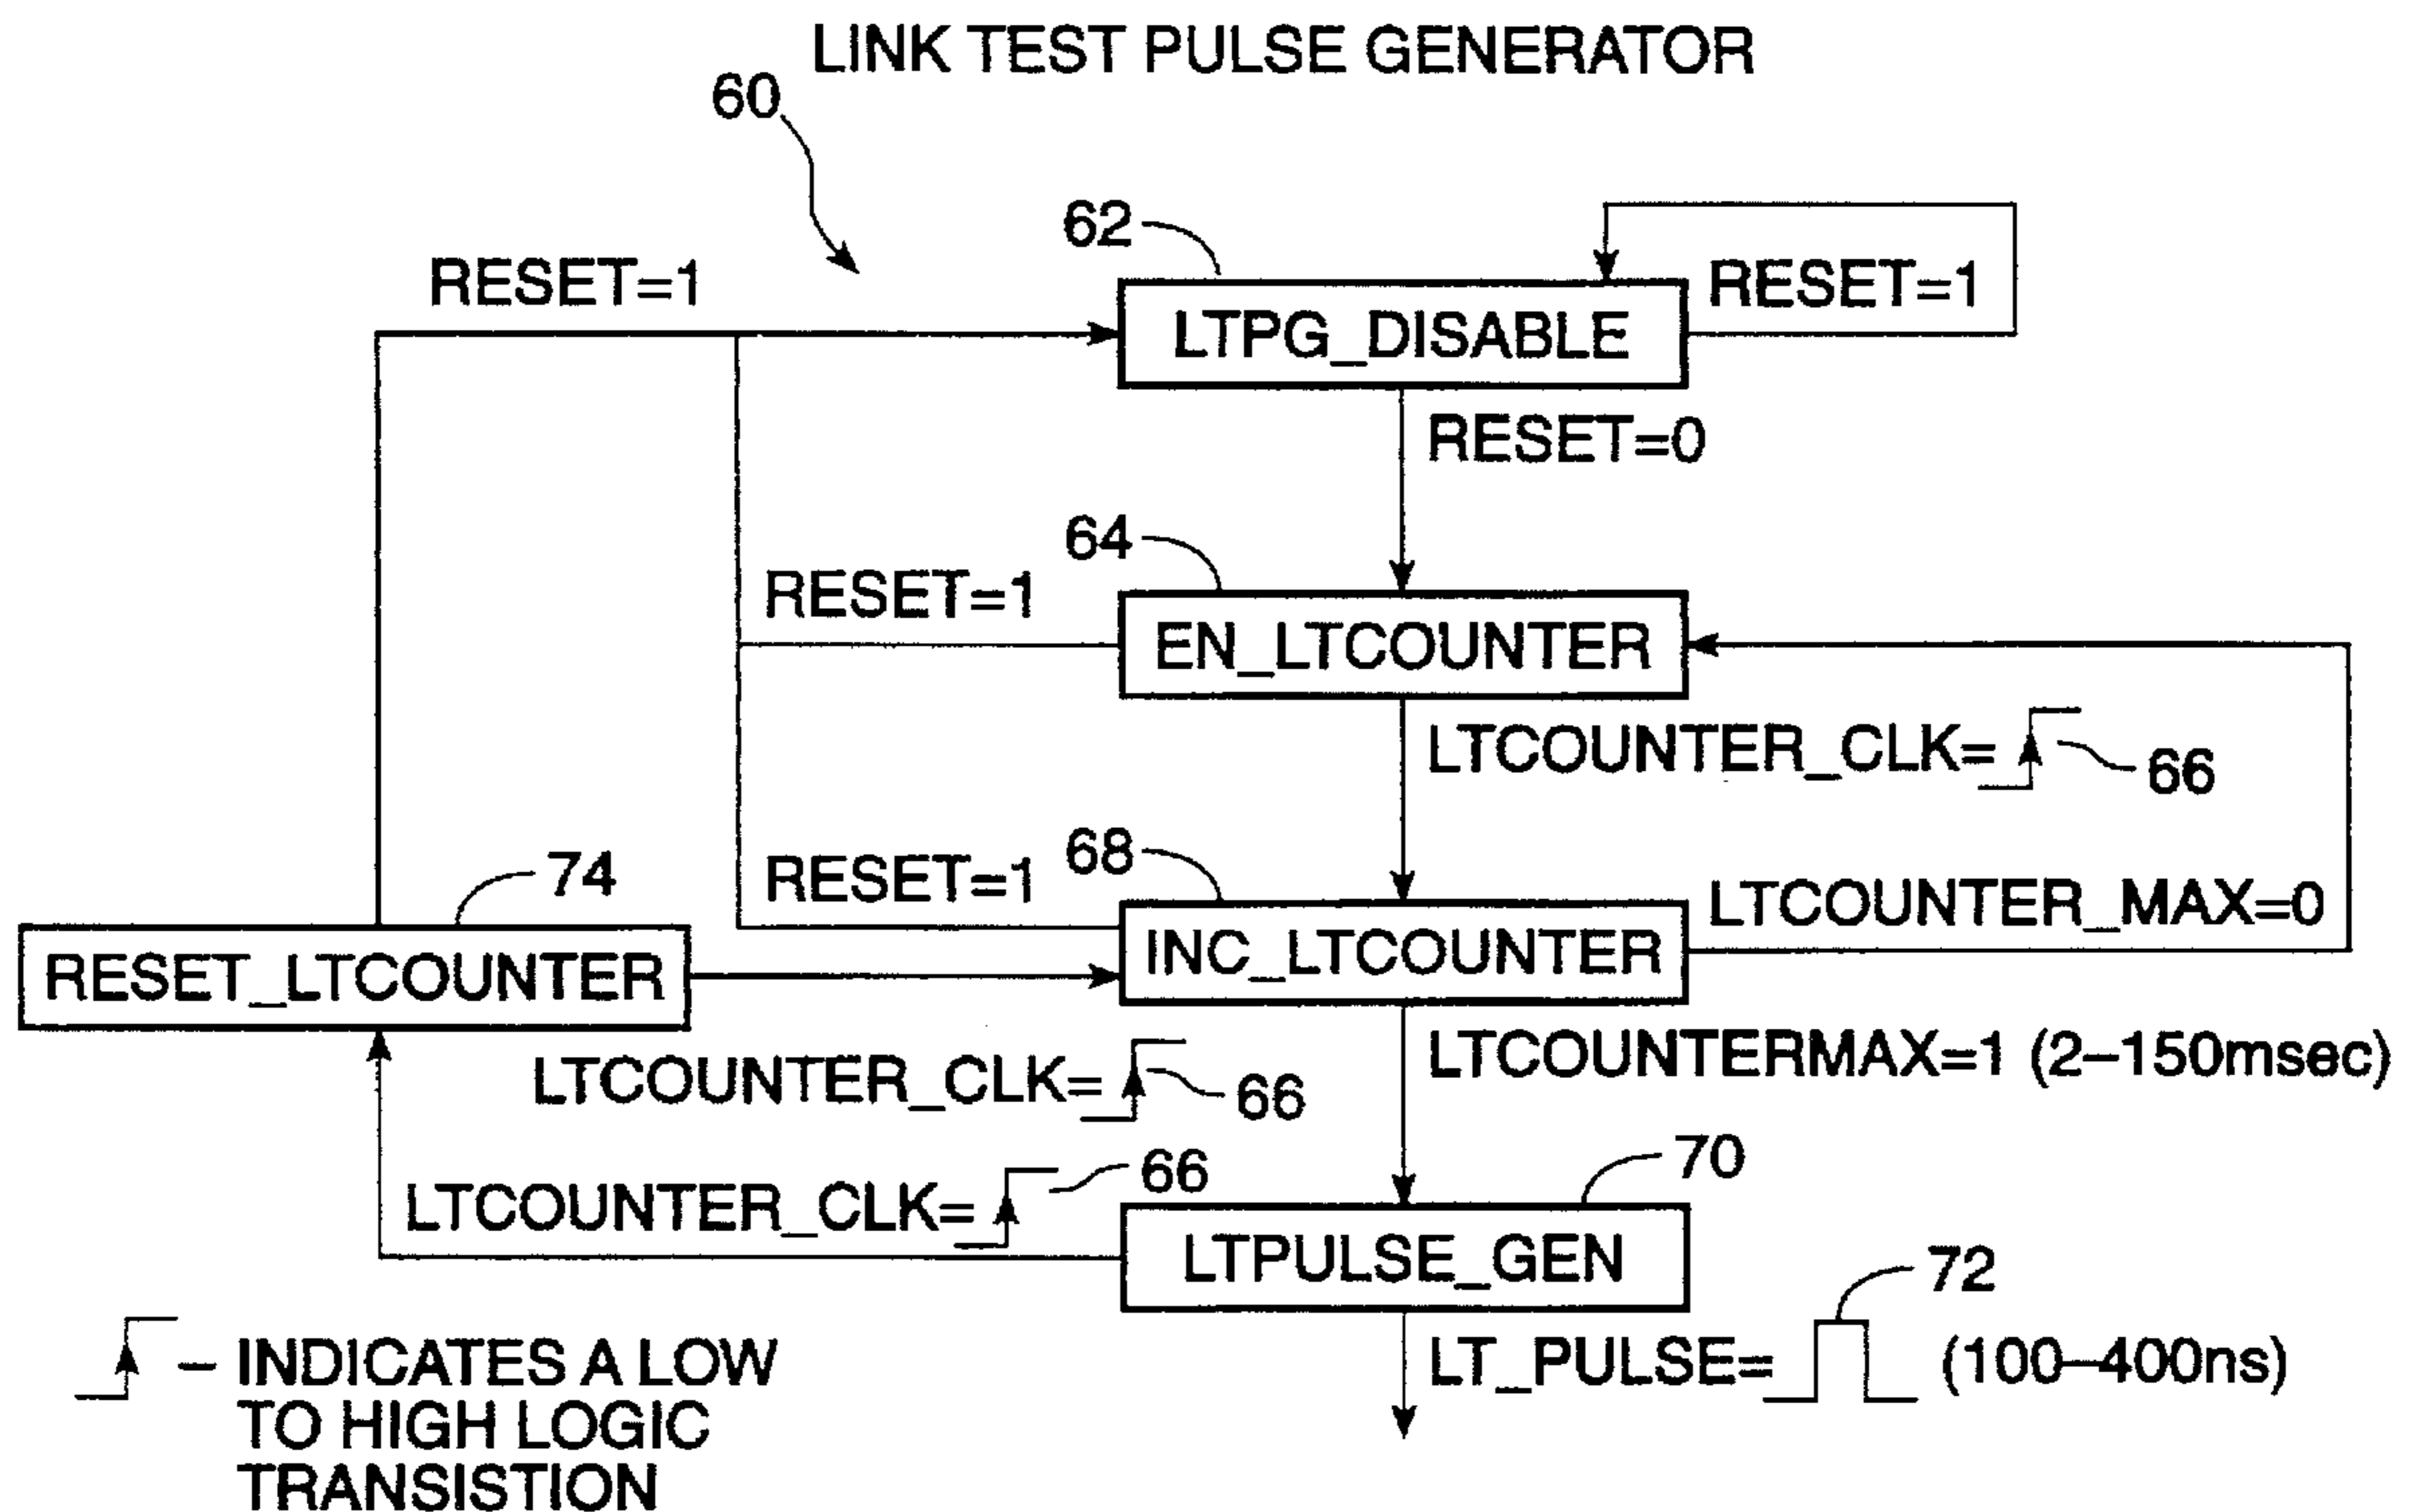 LINK TEST PULSE GENERATOR
60
62
RESET=1
RESET=1
LTPG_DISABLE
RESET=0
64
RESET=1
EN_LTCOUNTER
LTCOUNTER_CLK=
66
68
RESET=1
74
LTCOUNTER_MAX=0
INC_LTCOUNTER
RESET_LTCOUNTER
LTCOUNTERMAX=1 (2–150msec)
LTCOUNTER_CLK=
66
70
66
LTCOUNTER_CLK=
LTPULSE_GEN
72
LT_PULSE=
(100–400ns)
– INDICATES A LOW
TO HIGH LOGIC
TRANSISTION